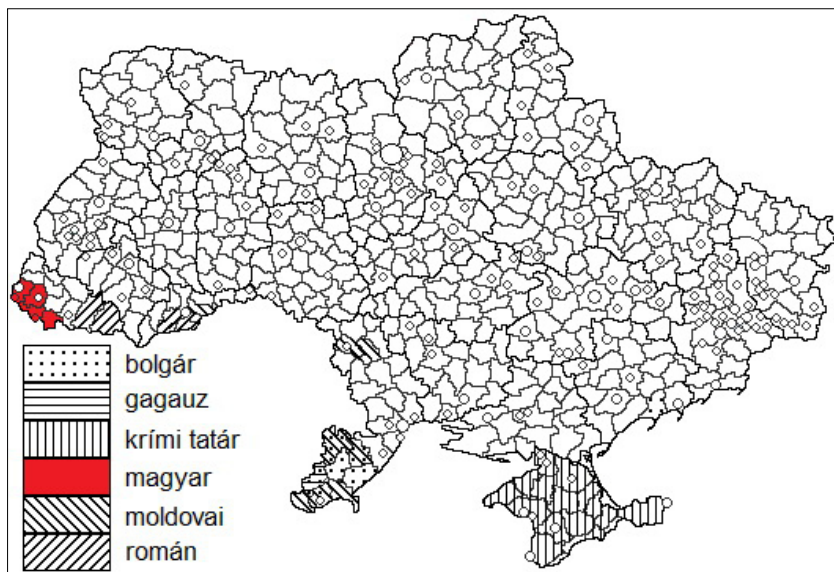 bolgár
gagauz
krími tatár
magyar
moldovai
román